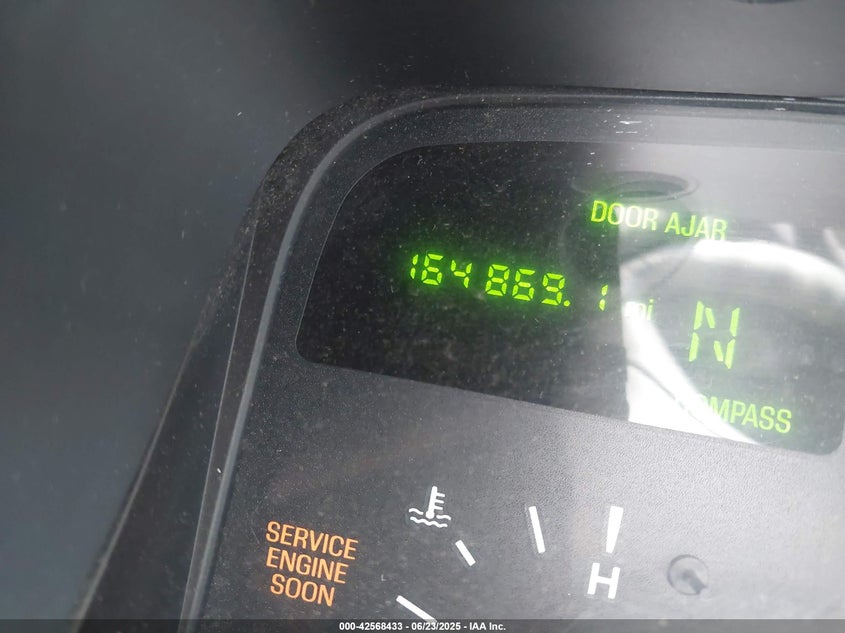 DOOR AJAR
164869.1 mi
N
COMPASS
SERVICE
ENGINE
SOON
H
000-42568433 - 06/23/2025 - IAA Inc.